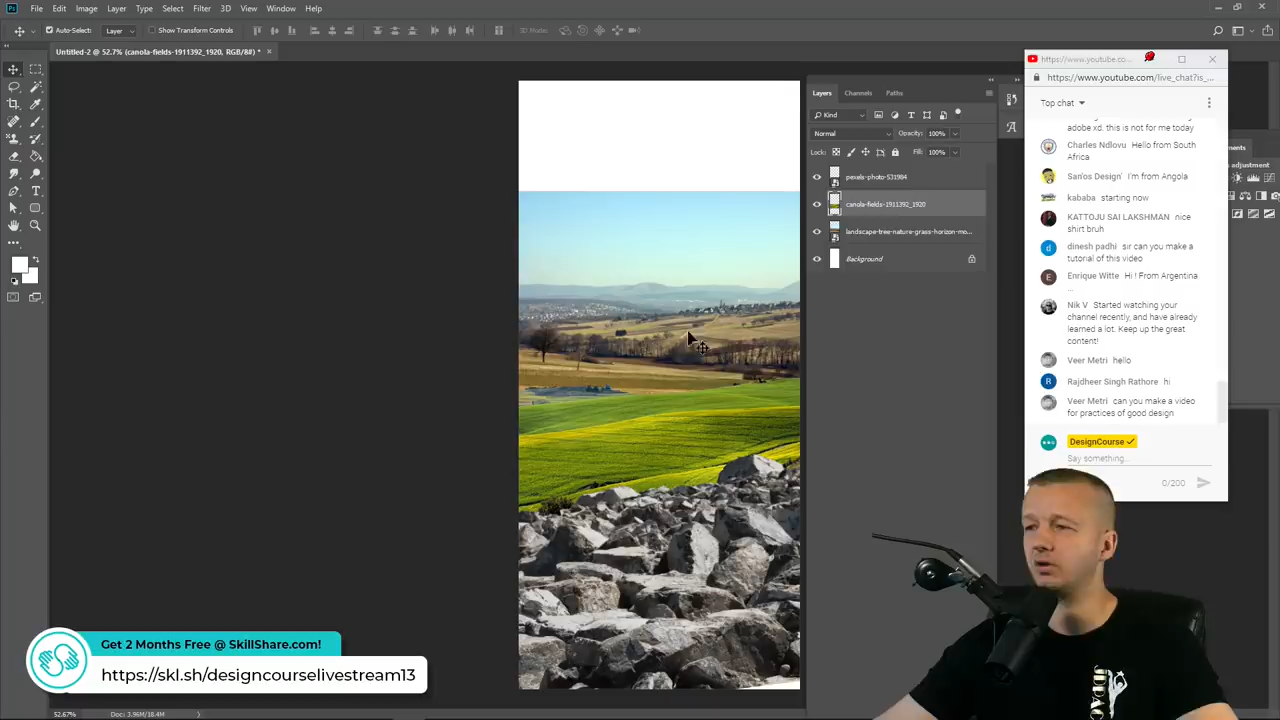 Ps File Edit Image Layer Type Select Filter 3D View Window Help
Auto-Select: Layer Show Transform Controls 3D Mode:
Untitled-2 @ 52.7% (canola-fields-1911392_1920, RGB/8#) * ×
https://www.youtube.co...
https://www.youtube.com/live_chat?is_...
Layers Channels Paths
Top chat
Kind
adobe xd. this is not for me today
Normal Opacity: 100%
Charles Ndlovu Hello from South
Africa
Lock: Fill: 100%
San'os Design' I'm from Angola
pexels-photo-531984
kababa starting now
canola-fields-1911392_1920
KATTOJU SAI LAKSHMAN nice
shirt bruh
landscape-tree-nature-grass-horizon-mo...
dinesh padhi sir can you make a
tutorial of this video
Background
Enrique Witte Hi ! From Argentina
...
Nik V Started watching your
channel recently, and have already
learned a lot. Keep up the great
content!
Veer Metri hello
Rajdheer Singh Rathore hi
Veer Metri can you make a video
for practices of good design
DesignCourse
Say something...
0/200
ments
adjustment
Get 2 Months Free @ SkillShare.com!
https://skl.sh/designcourselivestream13
52.67% Doc: 3.96M/18.4M